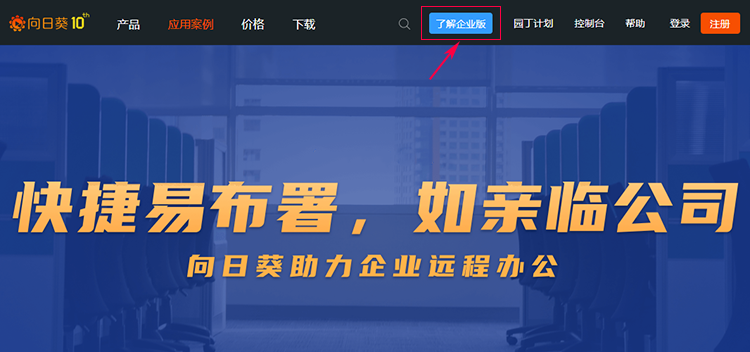 向日葵 10th 产品 应用案例 价格 下载 了解企业版 园丁计划 控制台 帮助 登录 注册
快捷易布署，如亲临公司
向日葵助力企业远程办公